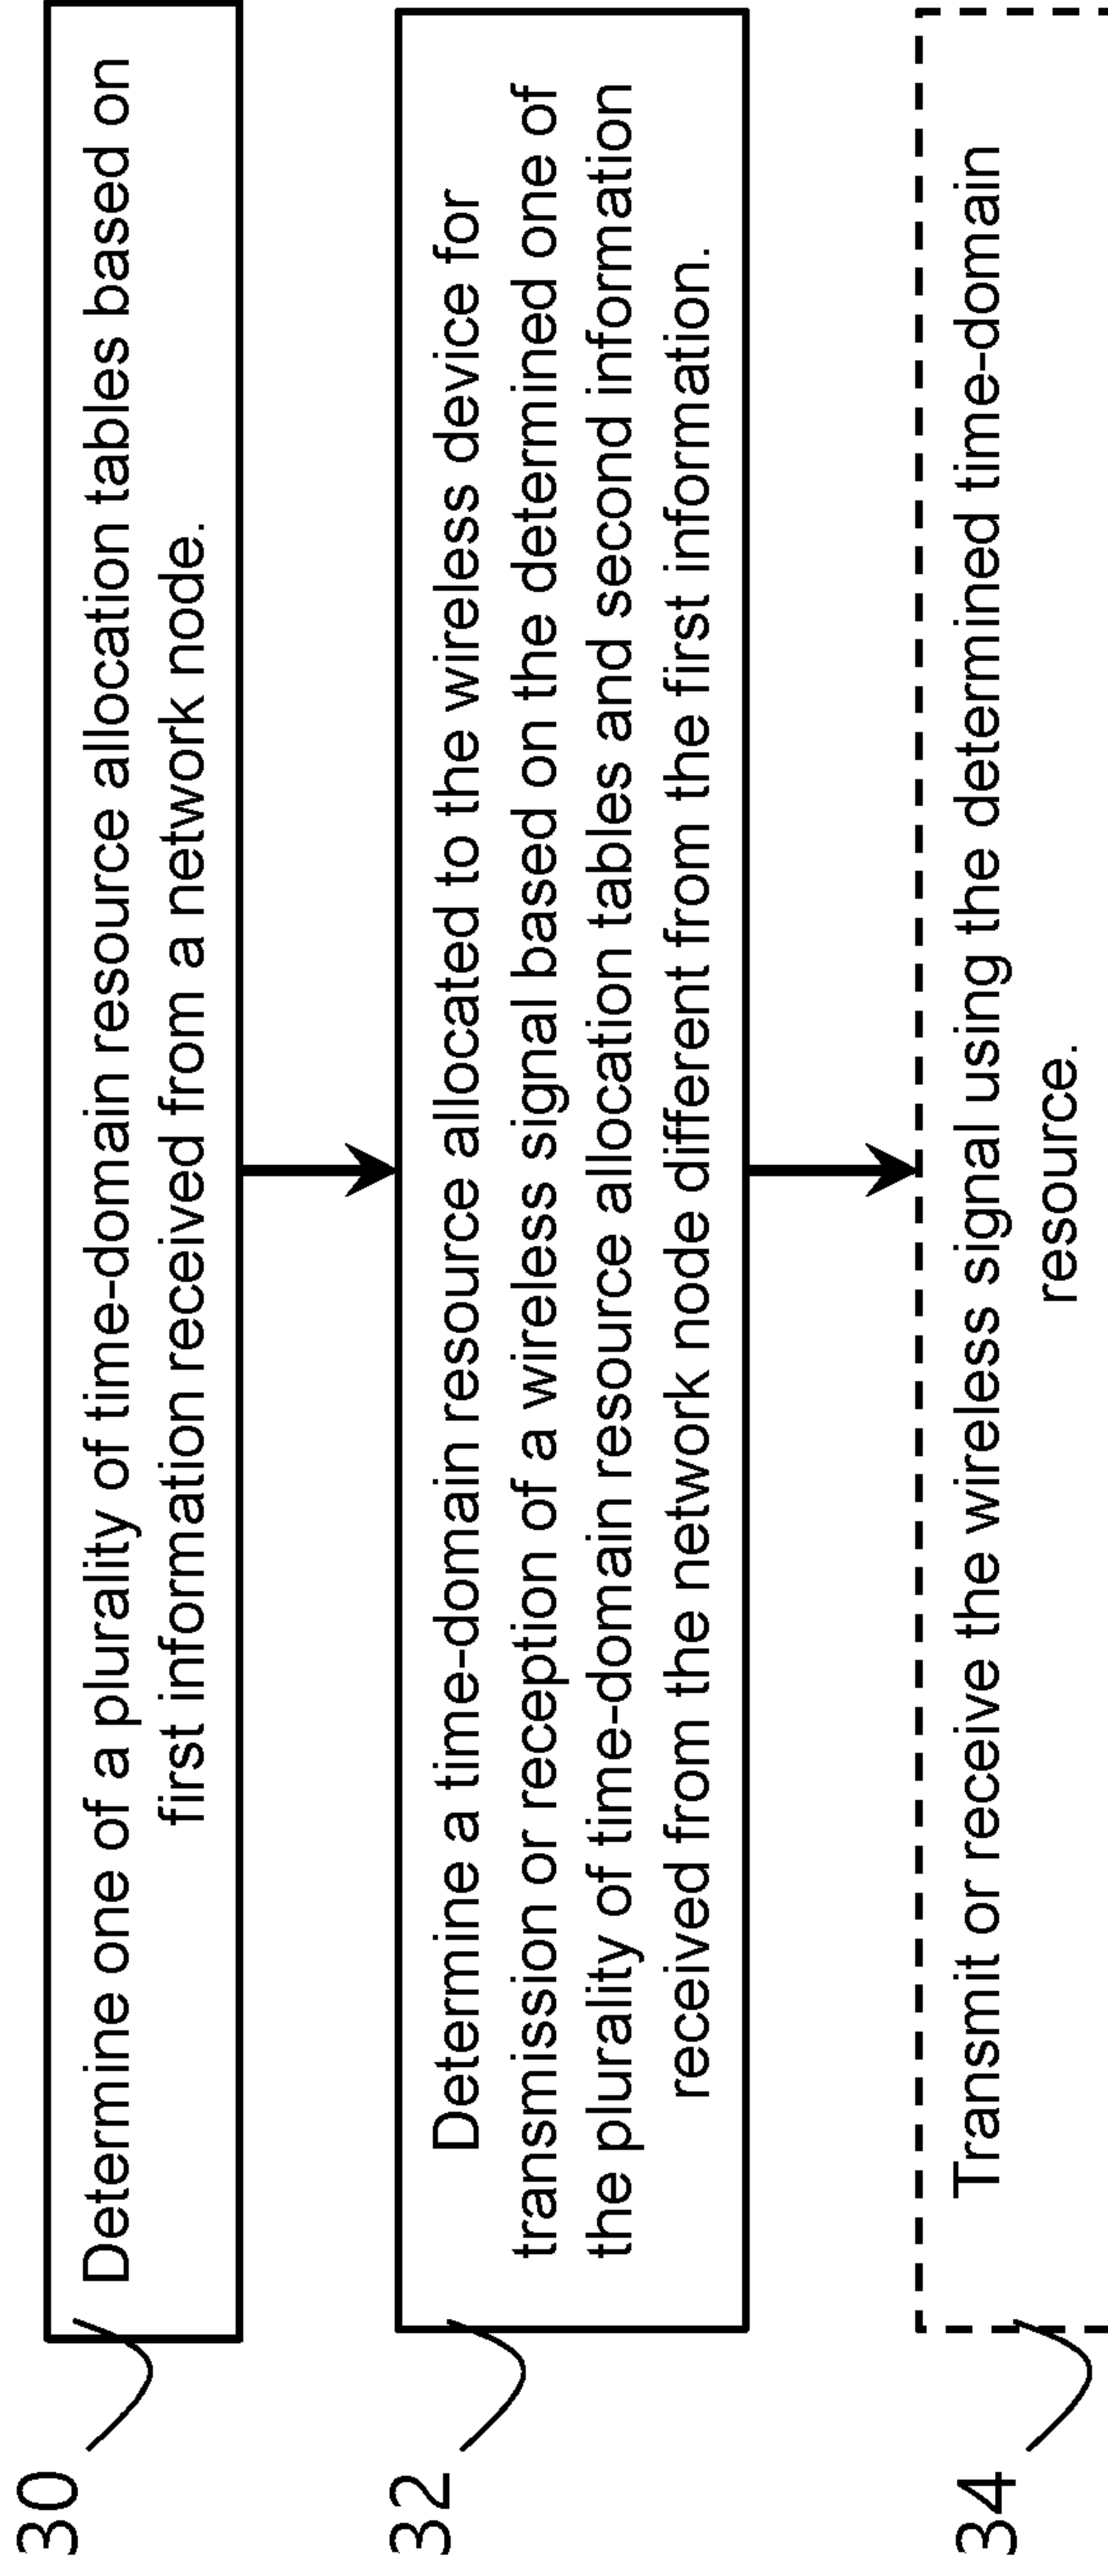 30
Determine one of a plurality of time-domain resource allocation tables based on
first information received from a network node.
32
Determine a time-domain resource allocated to the wireless device for
transmission or reception of a wireless signal based on the determined one of
the plurality of time-domain resource allocation tables and second information
received from the network node different from the first information.
34
Transmit or receive the wireless signal using the determined time-domain
resource.